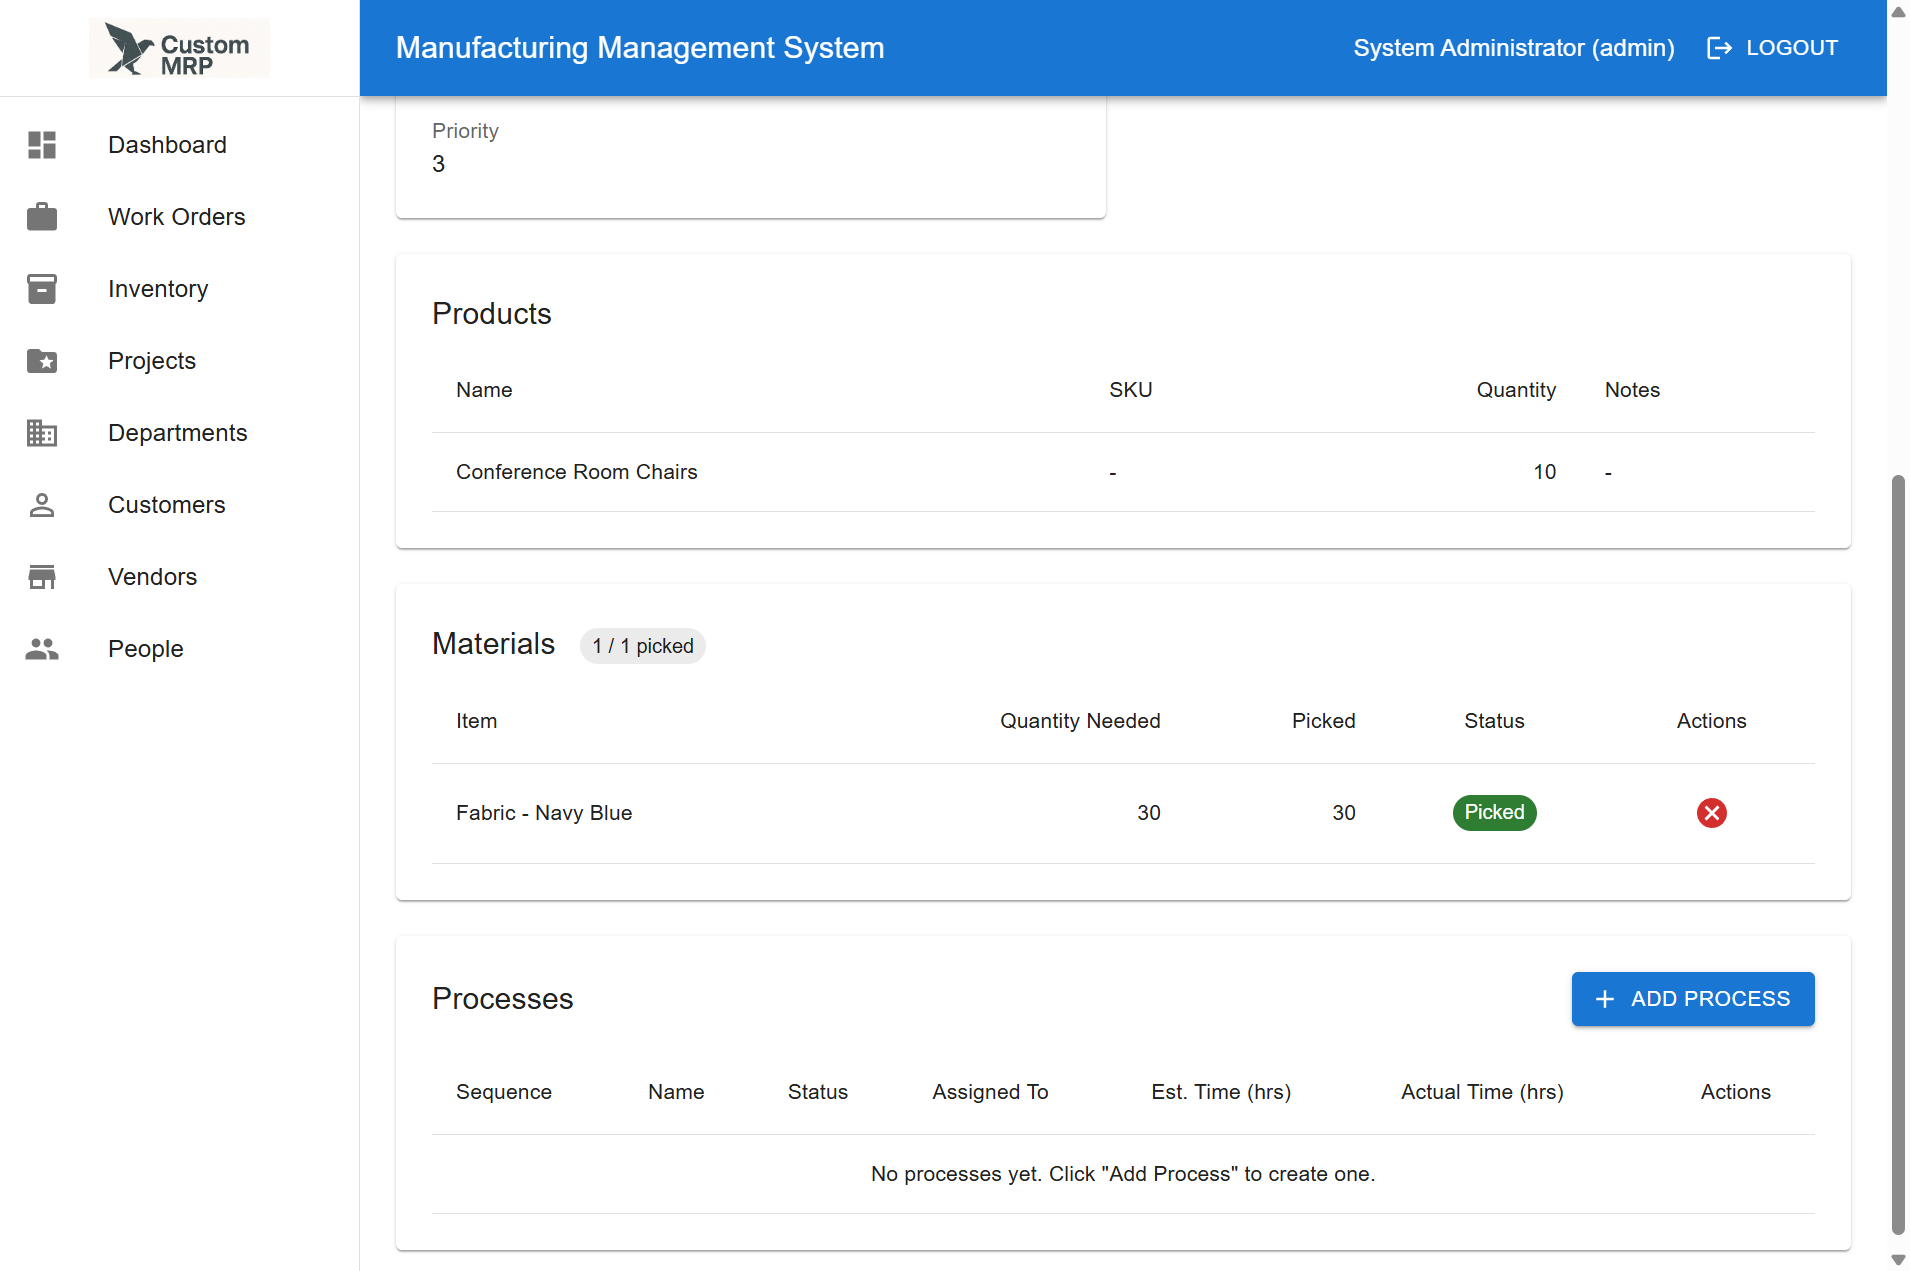 Custom
MRP
Manufacturing Management System
System Administrator (admin)
LOGOUT
Dashboard
Work Orders
Inventory
Projects
Departments
Customers
Vendors
People
Priority
3
Products
Name SKU Quantity Notes
Conference Room Chairs - 10 -
Materials 1 / 1 picked
Item Quantity Needed Picked Status Actions
Fabric - Navy Blue 30 30 Picked
Processes
ADD PROCESS
Sequence Name Status Assigned To Est. Time (hrs) Actual Time (hrs) Actions
No processes yet. Click "Add Process" to create one.